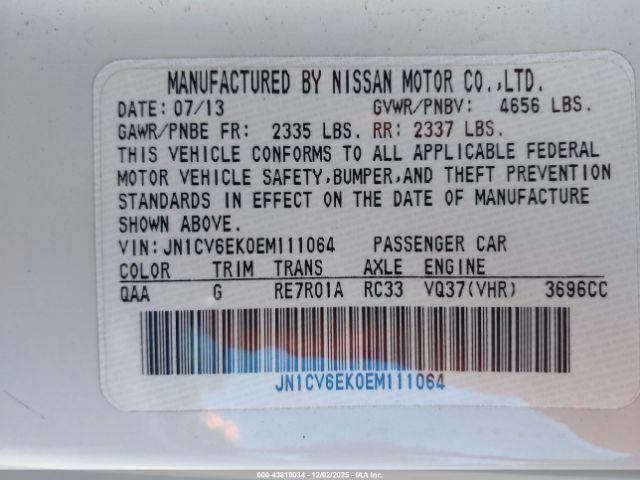 MANUFACTURED BY NISSAN MOTOR CO.,LTD.
DATE: 07/13 GVWR/PNBV: 4656 LBS.
GAWR/PNBE FR: 2335 LBS. RR: 2337 LBS.
THIS VEHICLE CONFORMS TO ALL APPLICABLE FEDERAL
MOTOR VEHICLE SAFETY,BUMPER,AND THEFT PREVENTION
STANDARDS IN EFFECT ON THE DATE OF MANUFACTURE
SHOWN ABOVE.
VIN: JN1CV6EK0EM111064 PASSENGER CAR
COLOR TRIM TRANS AXLE ENGINE
QAA G RE7R01A RC33 VQ37(VHR) 3696CC
JN1CV6EK0EM111064
000-43819034 - 12/02/2025 - IAA Inc.